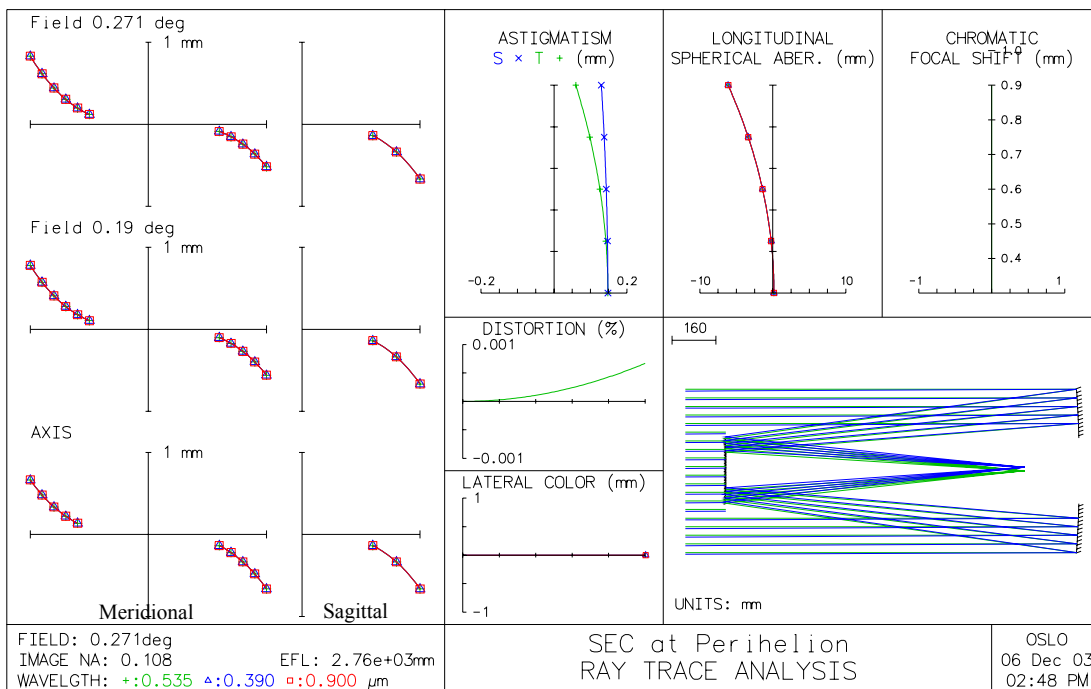 Field 0.271 deg
1 mm
Field 0.19 deg
1 mm
AXIS
1 mm
Meridional
Sagittal
ASTIGMATISM
S × T + (mm)
-0.2
0.2
LONGITUDINAL
SPHERICAL ABER. (mm)
-10
10
CHROMATIC
FOCAL SHIFT (mm)
1.0
0.9
0.8
0.7
0.6
0.5
0.4
-1
1
DISTORTION (%)
0.001
-0.001
LATERAL COLOR (mm)
1
-1
160
UNITS: mm
FIELD: 0.271deg
IMAGE NA: 0.108 EFL: 2.76e+03mm
WAVELGTH: +:0.535 △:0.390 □:0.900 µm
SEC at Perihelion
RAY TRACE ANALYSIS
OSLO
06 Dec 03
02:48 PM